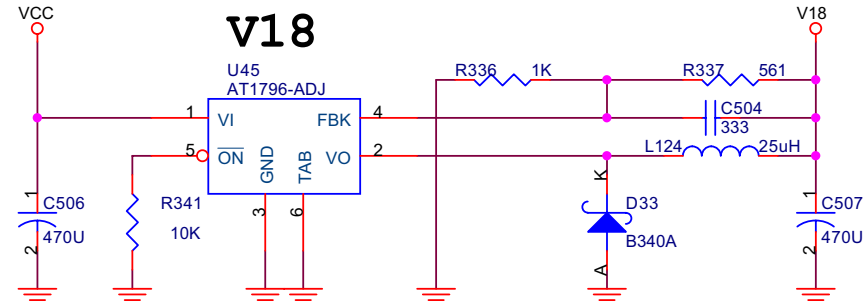 VCC
V18
V18
U45
AT1796-ADJ
R336
1K
R337
561
1
VI
FBK
4
C504
333
5
ON
VO
2
L124
25uH
GND
TAB
3
6
R341
10K
1
C506
470U
2
K
D33
B340A
A
1
C507
470U
2